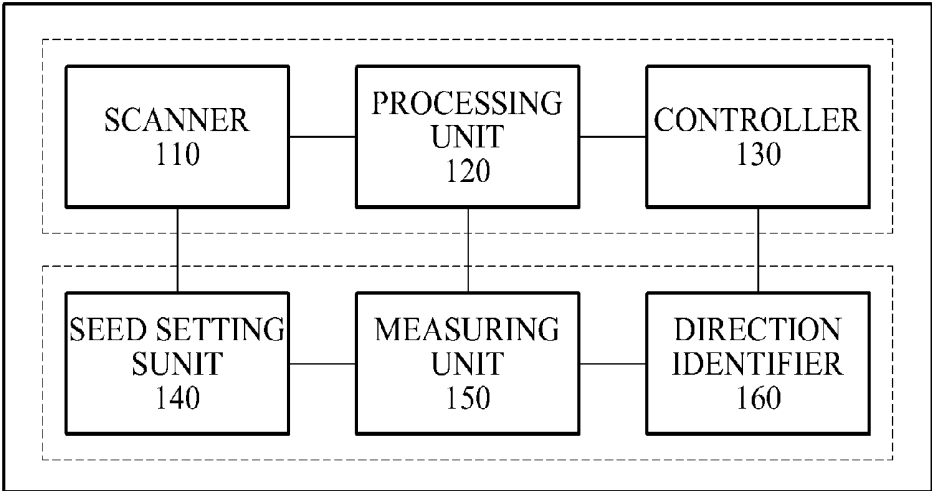 SCANNER
110
PROCESSING
UNIT
120
CONTROLLER
130
SEED SETTING
SUNIT
140
MEASURING
UNIT
150
DIRECTION
IDENTIFIER
160